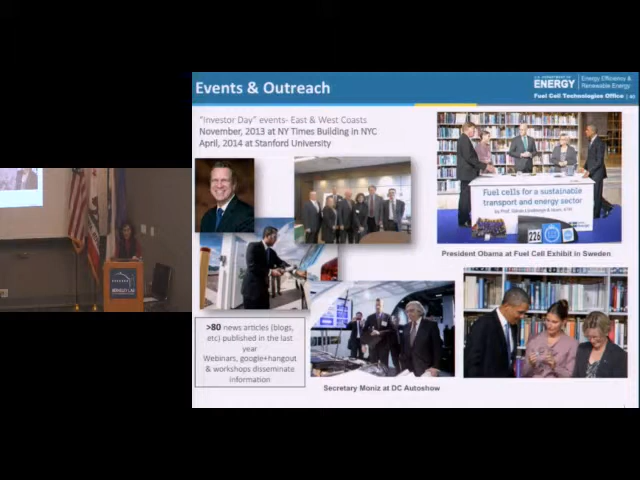 Events & Outreach
U.S. DEPARTMENT OF
ENERGY
Energy Efficiency &
Renewable Energy
Fuel Cell Technologies Office |
"Investor Day" events- East & West Coasts
November, 2013 at NY Times Building in NYC
April, 2014 at Stanford University
Fuel cells for a sustainable
transport and energy sector
226
President Obama at Fuel Cell Exhibit in Sweden
>80 news articles (blogs,
etc) published in the last
year
Webinars, google+hangout
& workshops disseminate
information
Secretary Moniz at DC Autoshow